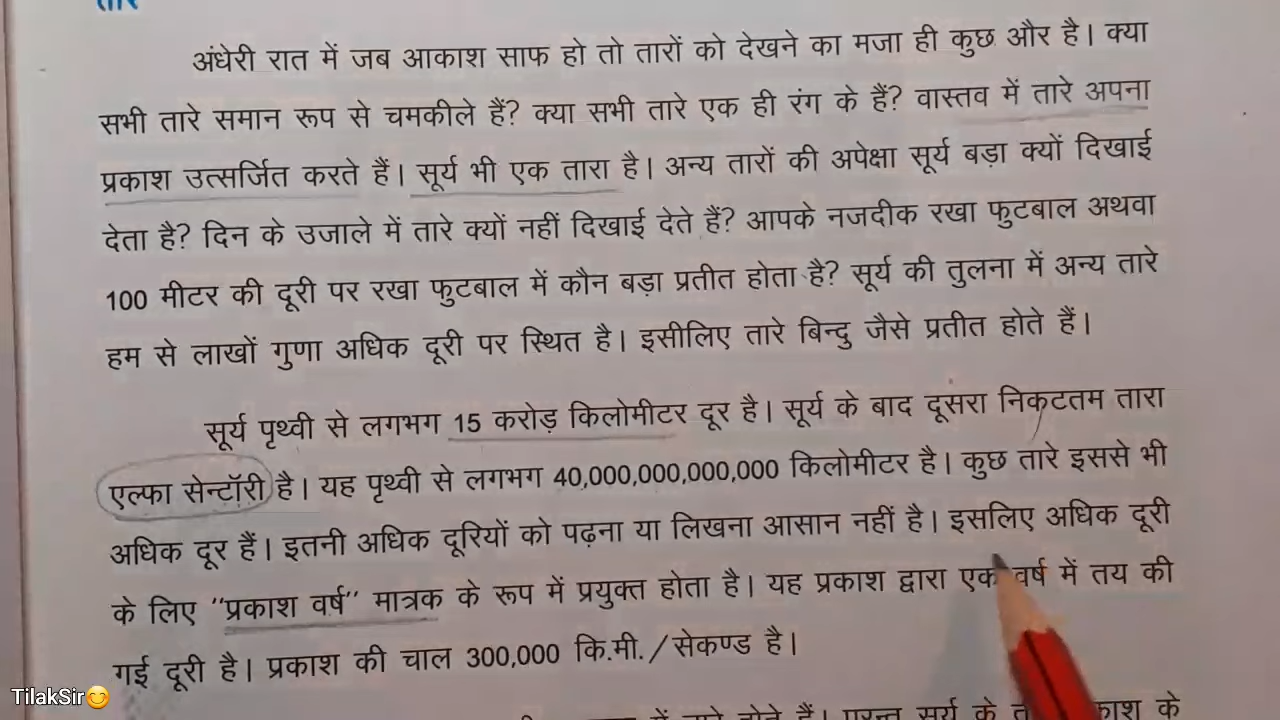 तारे
अंधेरी रात में जब आकाश साफ हो तो तारों को देखने का मजा ही कुछ और है। क्या
सभी तारे समान रूप से चमकीले हैं? क्या सभी तारे एक ही रंग के हैं? वास्तव में तारे अपना
प्रकाश उत्सर्जित करते हैं। सूर्य भी एक तारा है। अन्य तारों की अपेक्षा सूर्य बड़ा क्यों दिखाई
देता है? दिन के उजाले में तारे क्यों नहीं दिखाई देते हैं? आपके नजदीक रखा फुटबाल अथवा
100 मीटर की दूरी पर रखा फुटबाल में कौन बड़ा प्रतीत होता है? सूर्य की तुलना में अन्य तारे
हम से लाखों गुणा अधिक दूरी पर स्थित है। इसीलिए तारे बिन्दु जैसे प्रतीत होते हैं।
सूर्य पृथ्वी से लगभग 15 करोड़ किलोमीटर दूर है। सूर्य के बाद दूसरा निकटतम तारा
एल्फा सेन्टॉरी है। यह पृथ्वी से लगभग 40,000,000,000,000 किलोमीटर है। कुछ तारे इससे भी
अधिक दूर हैं। इतनी अधिक दूरियों को पढ़ना या लिखना आसान नहीं है। इसलिए अधिक दूरी
के लिए "प्रकाश वर्ष" मात्रक के रूप में प्रयुक्त होता है। यह प्रकाश द्वारा एक वर्ष में तय की
गई दूरी है। प्रकाश की चाल 300,000 कि.मी./सेकण्ड है।
में तारे होते हैं। परन्तु सूर्य के
TilakSir😊